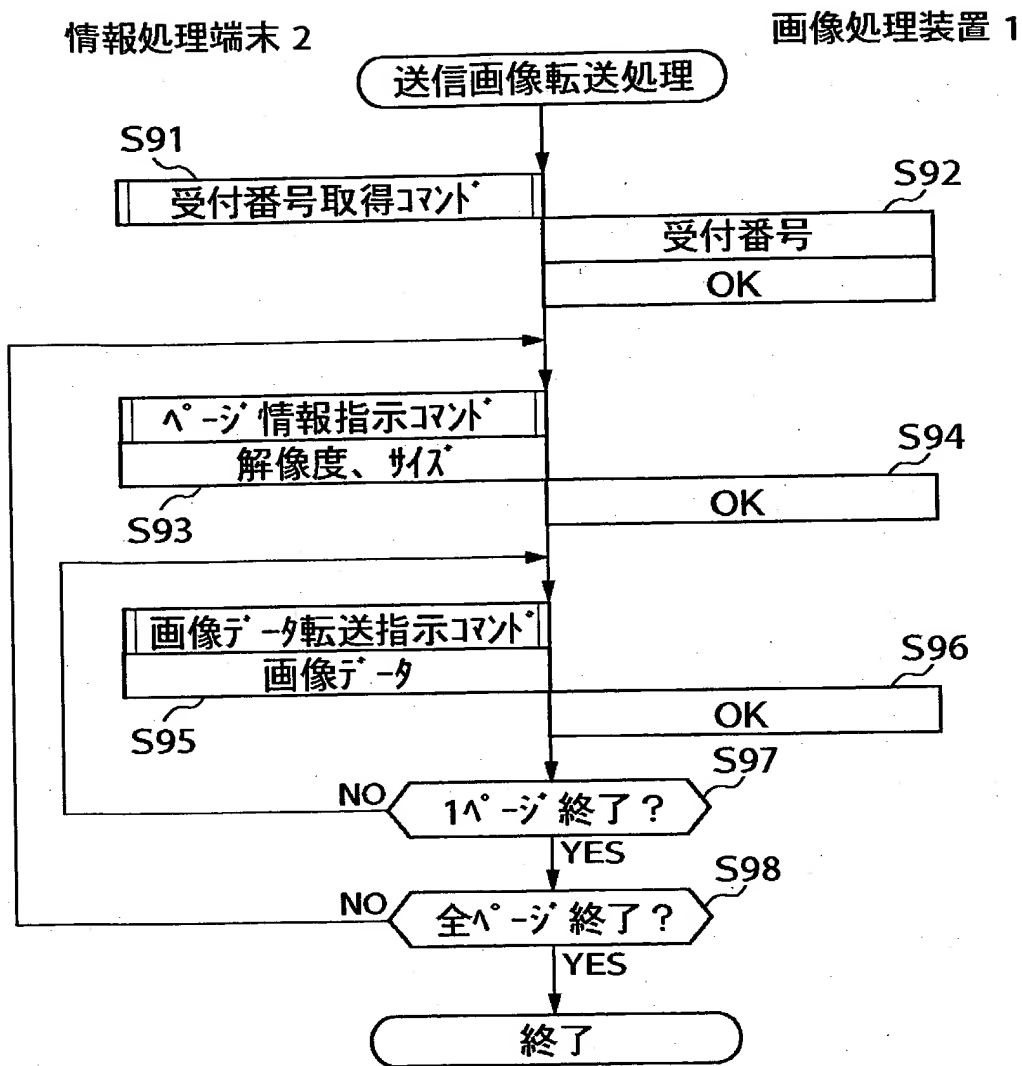 情報処理端末 2
画像処理装置 1
送信画像転送処理
S91
受付番号取得コマンド
S92
受付番号
OK
ページ情報指示コマンド
解像度、サイズ
S93
S94
OK
画像データ転送指示コマンド
画像データ
S95
S96
OK
S97
NO
1ページ終了?
YES
S98
NO
全ページ終了?
YES
終了